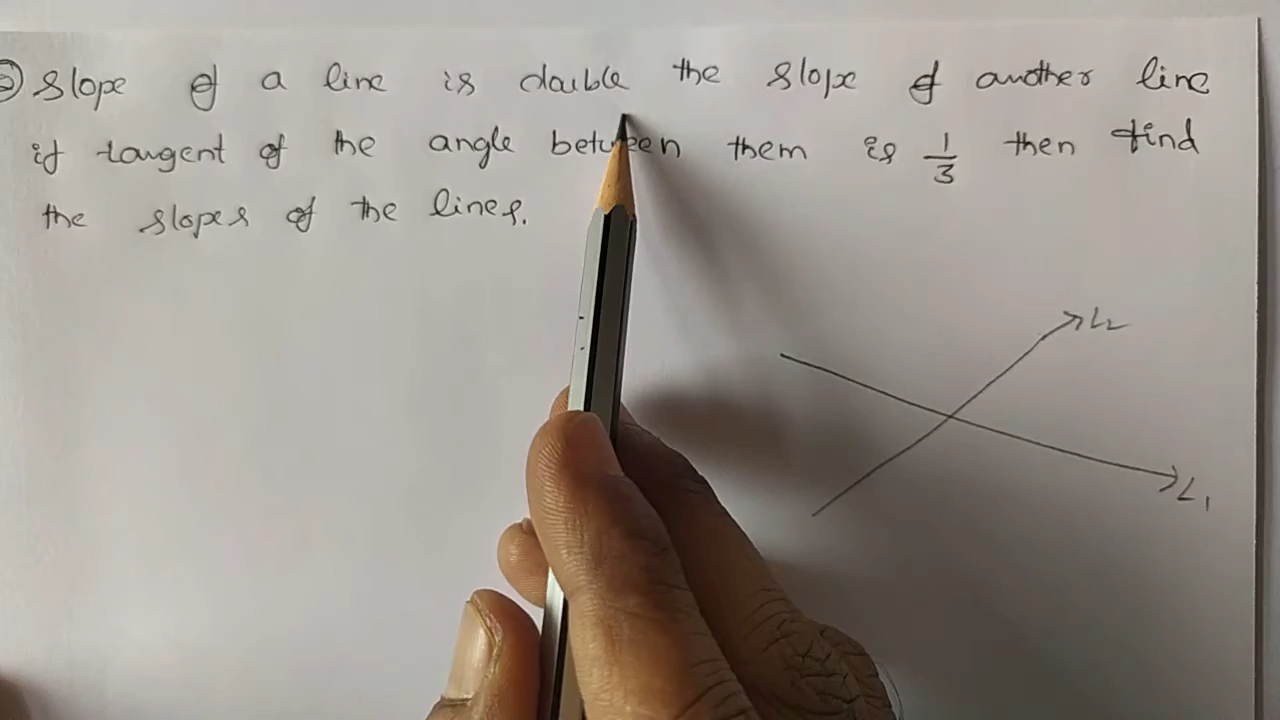 Slope of a line is double the slope of another line
if tangent of the angle between them is 1/3 then find
the slopes of the lines.
L2
L1